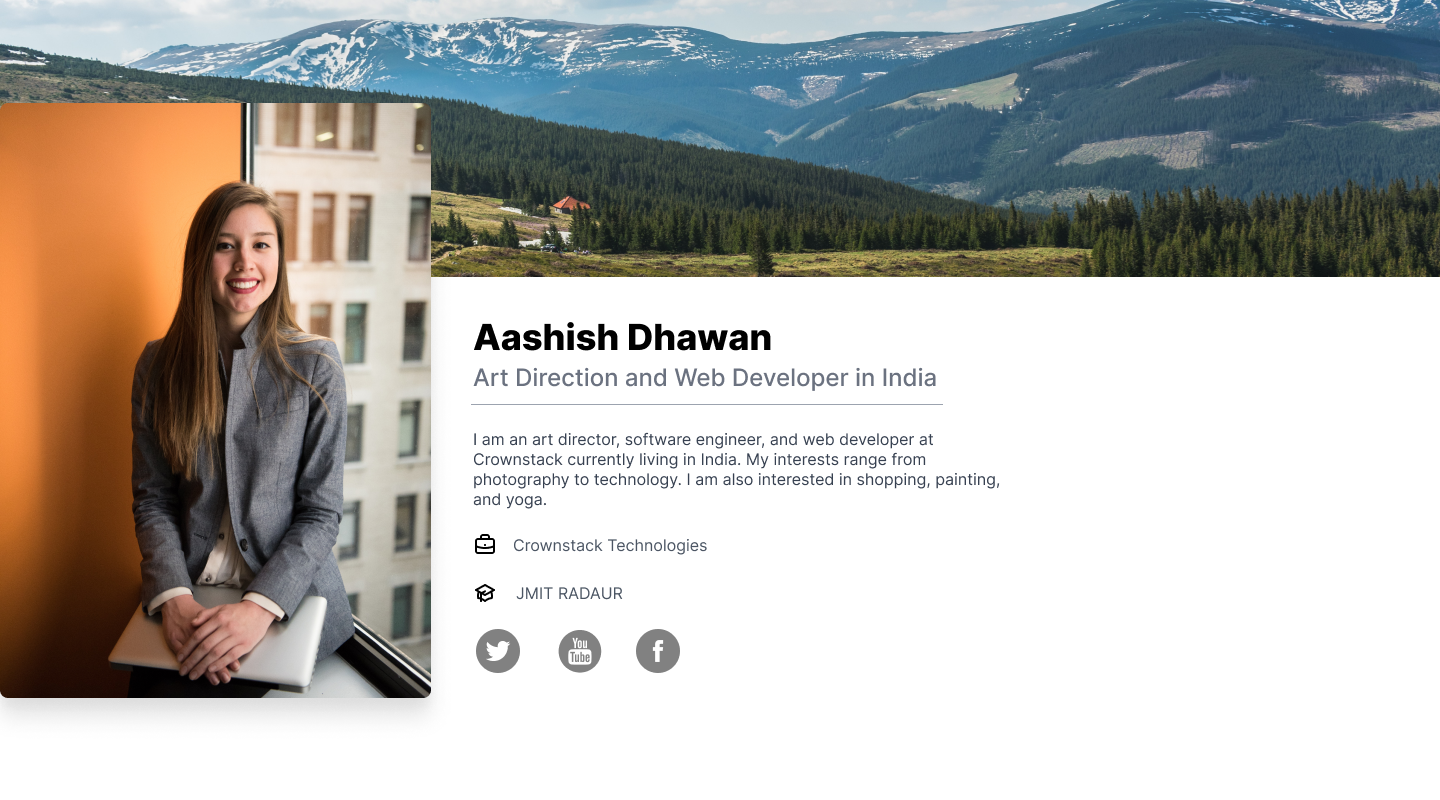 Aashish Dhawan
Art Direction and Web Developer in India
I am an art director, software engineer, and web developer at
Crownstack currently living in India. My interests range from
photography to technology. I am also interested in shopping, painting,
and yoga.
Crownstack Technologies
JMIT RADAUR
You
Tube